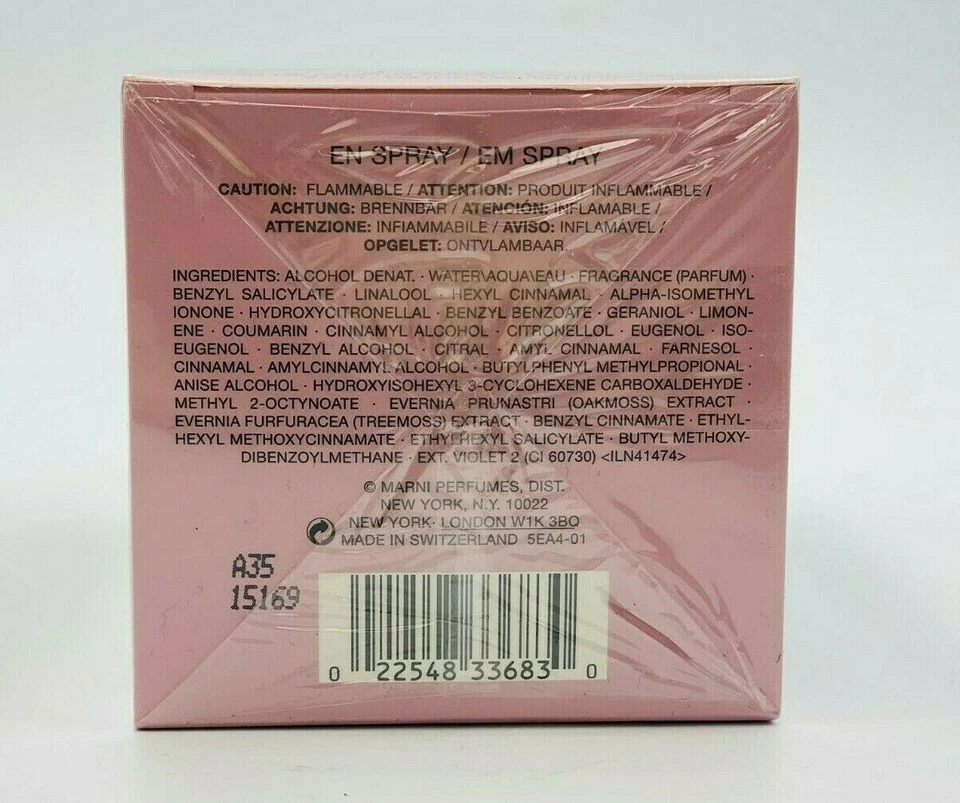 EN SPRAY / EM SPRAY
CAUTION: FLAMMABLE / ATTENTION: PRODUIT INFLAMMABLE /
ACHTUNG: BRENNBAR / ATENCIÓN: INFLAMABLE /
ATTENZIONE: INFIAMMABILE / AVISO: INFLAMÁVEL /
OPGELET: ONTVLAMBAAR.
INGREDIENTS: ALCOHOL DENAT. · WATER\AQUA\EAU · FRAGRANCE (PARFUM) ·
BENZYL SALICYLATE · LINALOOL · HEXYL CINNAMAL · ALPHA-ISOMETHYL
IONONE · HYDROXYCITRONELLAL · BENZYL BENZOATE · GERANIOL · LIMON-
ENE · COUMARIN · CINNAMYL ALCOHOL · CITRONELLOL · EUGENOL · ISO-
EUGENOL · BENZYL ALCOHOL · CITRAL · AMYL CINNAMAL · FARNESOL ·
CINNAMAL · AMYLCINNAMYL ALCOHOL · BUTYLPHENYL METHYLPROPIONAL ·
ANISE ALCOHOL · HYDROXYISOHEXYL 3-CYCLOHEXENE CARBOXALDEHYDE ·
METHYL 2-OCTYNOATE · EVERNIA PRUNASTRI (OAKMOSS) EXTRACT ·
EVERNIA FURFURACEA (TREEMOSS) EXTRACT · BENZYL CINNAMATE · ETHYL-
HEXYL METHOXYCINNAMATE · ETHYLHEXYL SALICYLATE · BUTYL METHOXY-
DIBENZOYLMETHANE · EXT. VIOLET 2 (CI 60730) <ILN41474>
© MARNI PERFUMES, DIST.
NEW YORK, N.Y. 10022
NEW YORK· LONDON W1K 3BQ
MADE IN SWITZERLAND 5EA4-01
A35
15169
0 22548 33683 0